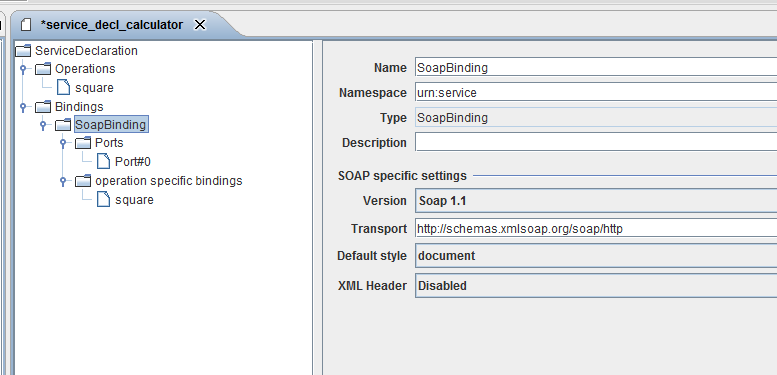 *service_decl_calculator
ServiceDeclaration
Operations
square
Bindings
SoapBinding
Ports
Port#0
operation specific bindings
square
Name SoapBinding
Namespace urn:service
Type SoapBinding
Description
SOAP specific settings
Version Soap 1.1
Transport http://schemas.xmlsoap.org/soap/http
Default style document
XML Header Disabled